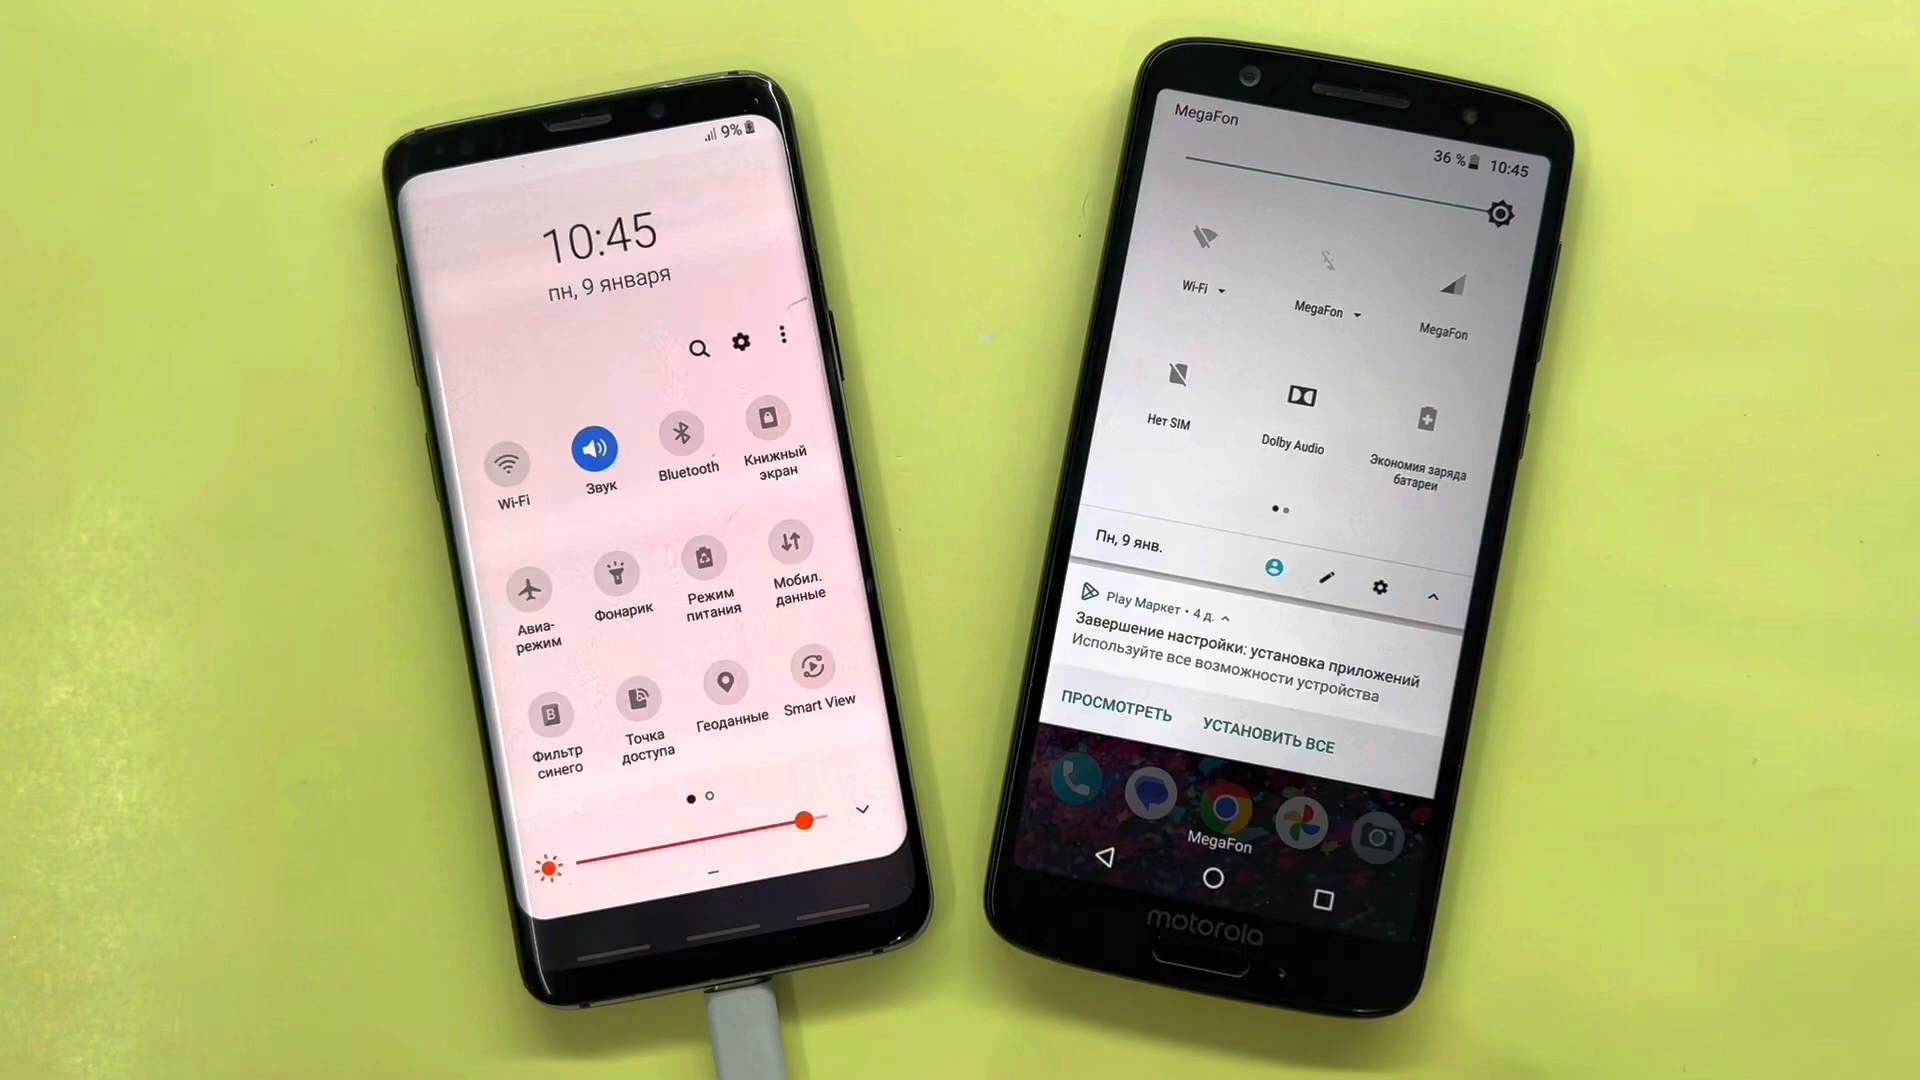 9%
10:45
пн, 9 января
Wi-Fi
Звук
Bluetooth
Книжный
экран
Авиа-
режим
Фонарик
Режим
питания
Мобил.
данные
B
Фильтр
синего
Точка
доступа
Геоданные
Smart View
MegaFon
36 %
10:45
Wi-Fi
MegaFon
MegaFon
Нет SIM
Dolby Audio
Экономия заряда
батареи
Пн, 9 янв.
Play Маркет • 4 д.
Завершение настройки: установка приложений
Используйте все возможности устройства
ПРОСМОТРЕТЬ
УСТАНОВИТЬ ВСЕ
MegaFon
motorola